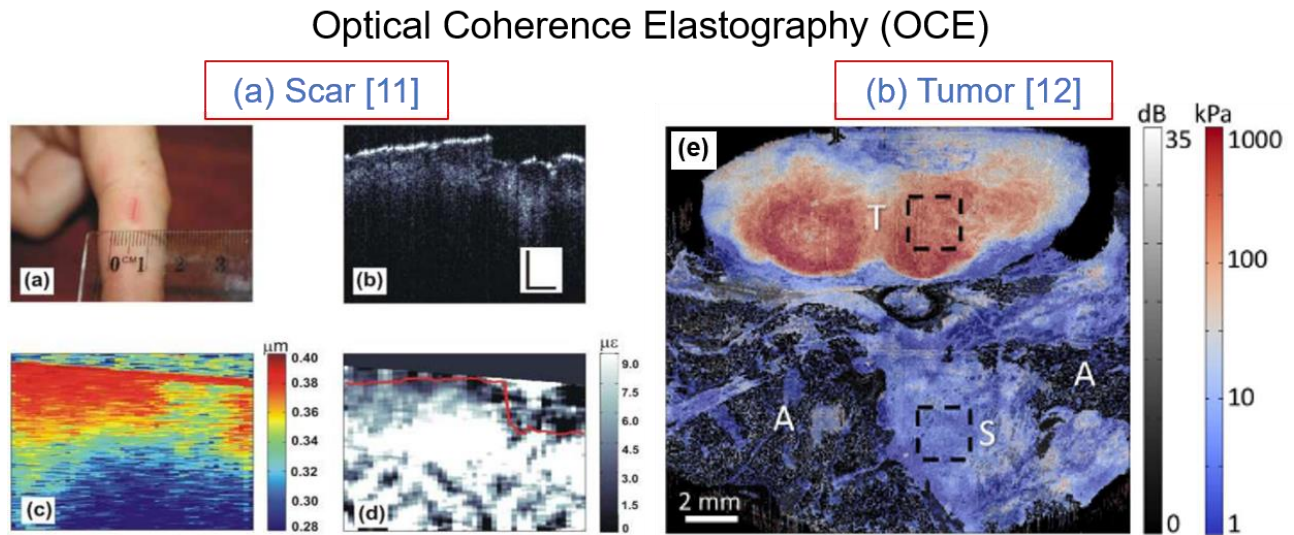 Optical Coherence Elastography (OCE)
(a) Scar [11]
(b) Tumor [12]
(a)
0 CM 1 2 3
(b)
(c)
μm
0.40
0.38
0.36
0.34
0.32
0.30
0.28
(d)
με
9.0
7.5
6.0
4.5
3.0
1.5
0
(e)
T
A
A
S
2 mm
dB
35
0
kPa
1000
100
10
1